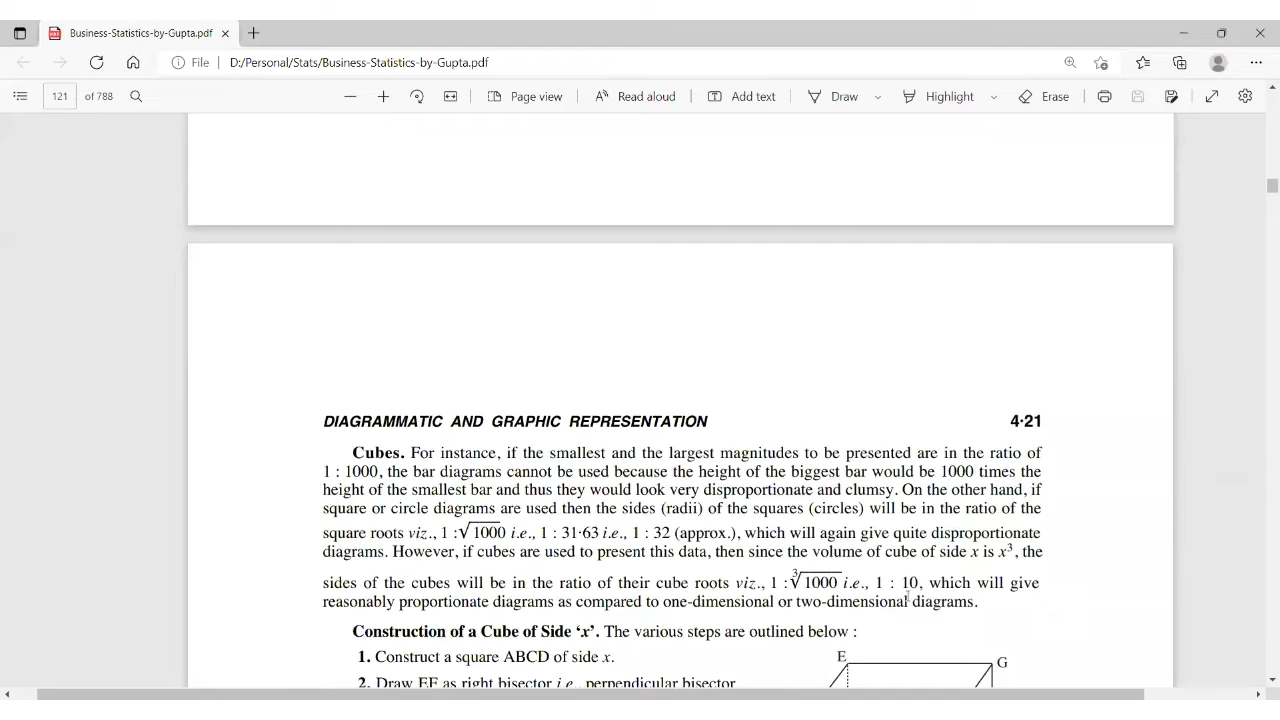 Business-Statistics-by-Gupta.pdf
File D:/Personal/Stats/Business-Statistics-by-Gupta.pdf
121 of 788 Page view Read aloud Add text Draw Highlight Erase
DIAGRAMMATIC AND GRAPHIC REPRESENTATION 4·21
Cubes. For instance, if the smallest and the largest magnitudes to be presented are in the ratio of
1 : 1000, the bar diagrams cannot be used because the height of the biggest bar would be 1000 times the
height of the smallest bar and thus they would look very disproportionate and clumsy. On the other hand, if
square or circle diagrams are used then the sides (radii) of the squares (circles) will be in the ratio of the
square roots viz., 1 :√1000 i.e., 1 : 31·63 i.e., 1 : 32 (approx.), which will again give quite disproportionate
diagrams. However, if cubes are used to present this data, then since the volume of cube of side x is x³, the
sides of the cubes will be in the ratio of their cube roots viz., 1 :∛1000 i.e., 1 : 10, which will give
reasonably proportionate diagrams as compared to one-dimensional or two-dimensional diagrams.
Construction of a Cube of Side ‘x’. The various steps are outlined below :
1. Construct a square ABCD of side x.
E G
2. Draw EF as right bisector i.e., perpendicular bisector